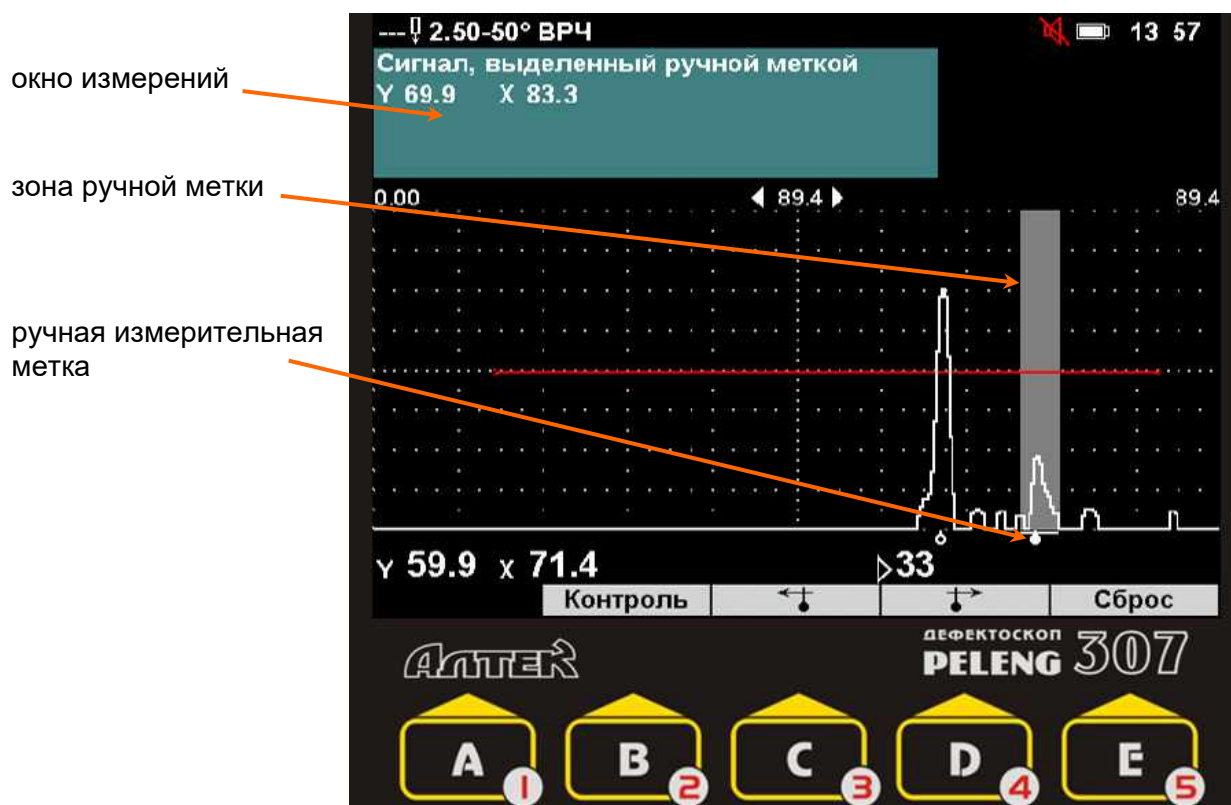 окно измерений
зона ручной метки
ручная измерительная
метка
--- 2.50-50° ВРЧ 13 57
Сигнал, выделенный ручной меткой
Y 69.9 X 83.3
0.00 89.4 89.4
Y 59.9 X 71.4 33
Контроль Сброс
АЛТЕК ДЕФЕКТОСКОП
PELENG 307
A 1 B 2 C 3 D 4 E 5